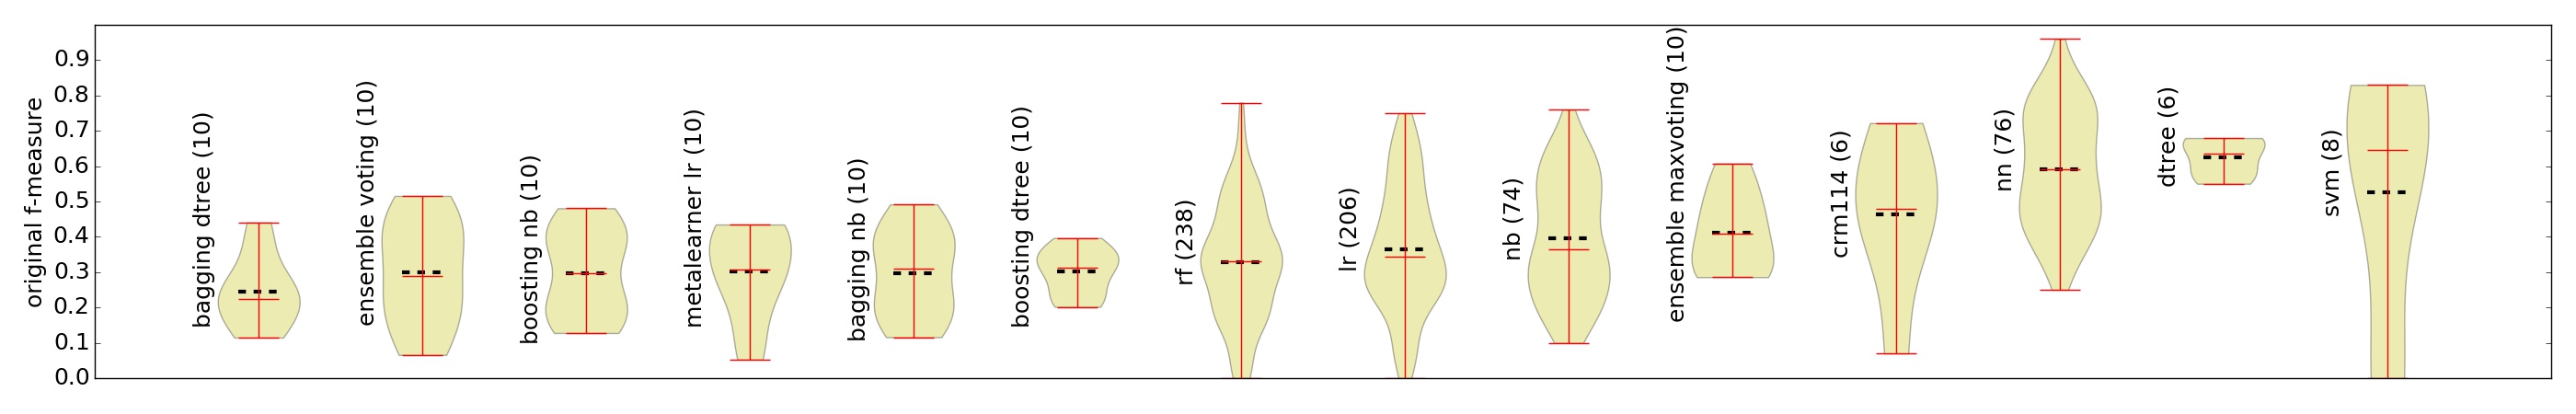 original f-measure
0.9
0.8
0.7
0.6
0.5
0.4
0.3
0.2
0.1
0.0
bagging dtree (10)
ensemble voting (10)
boosting nb (10)
metalearner lr (10)
bagging nb (10)
boosting dtree (10)
rf (238)
lr (206)
nb (74)
ensemble maxvoting (10)
crm114 (6)
nn (76)
dtree (6)
svm (8)